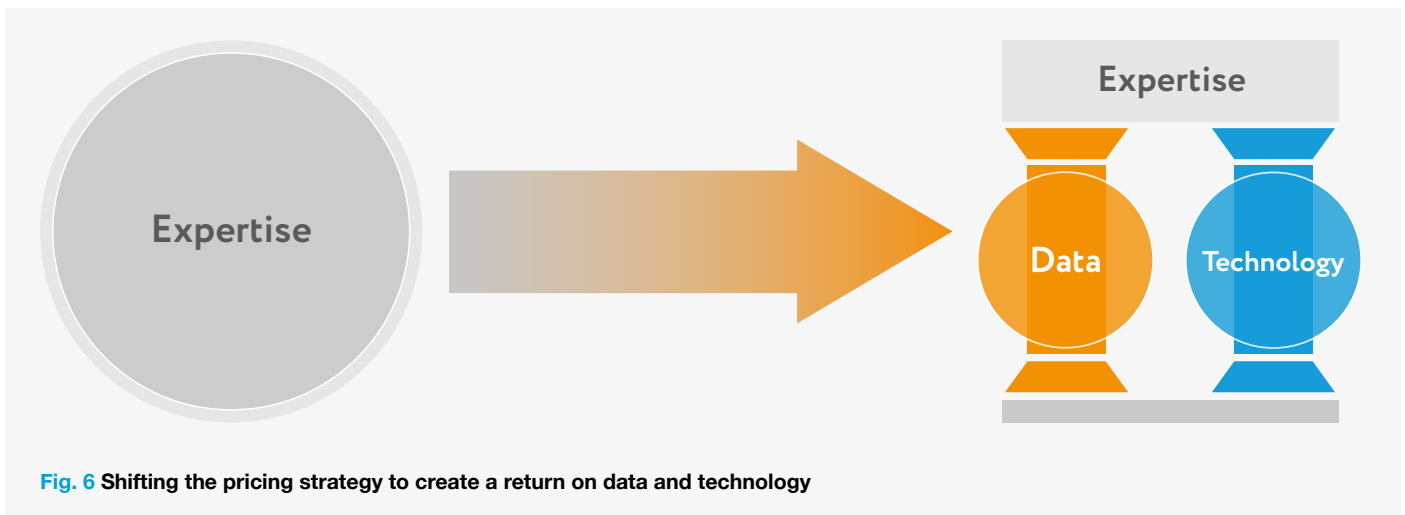 Expertise
Expertise
Data
Technology
Fig. 6 Shifting the pricing strategy to create a return on data and technology